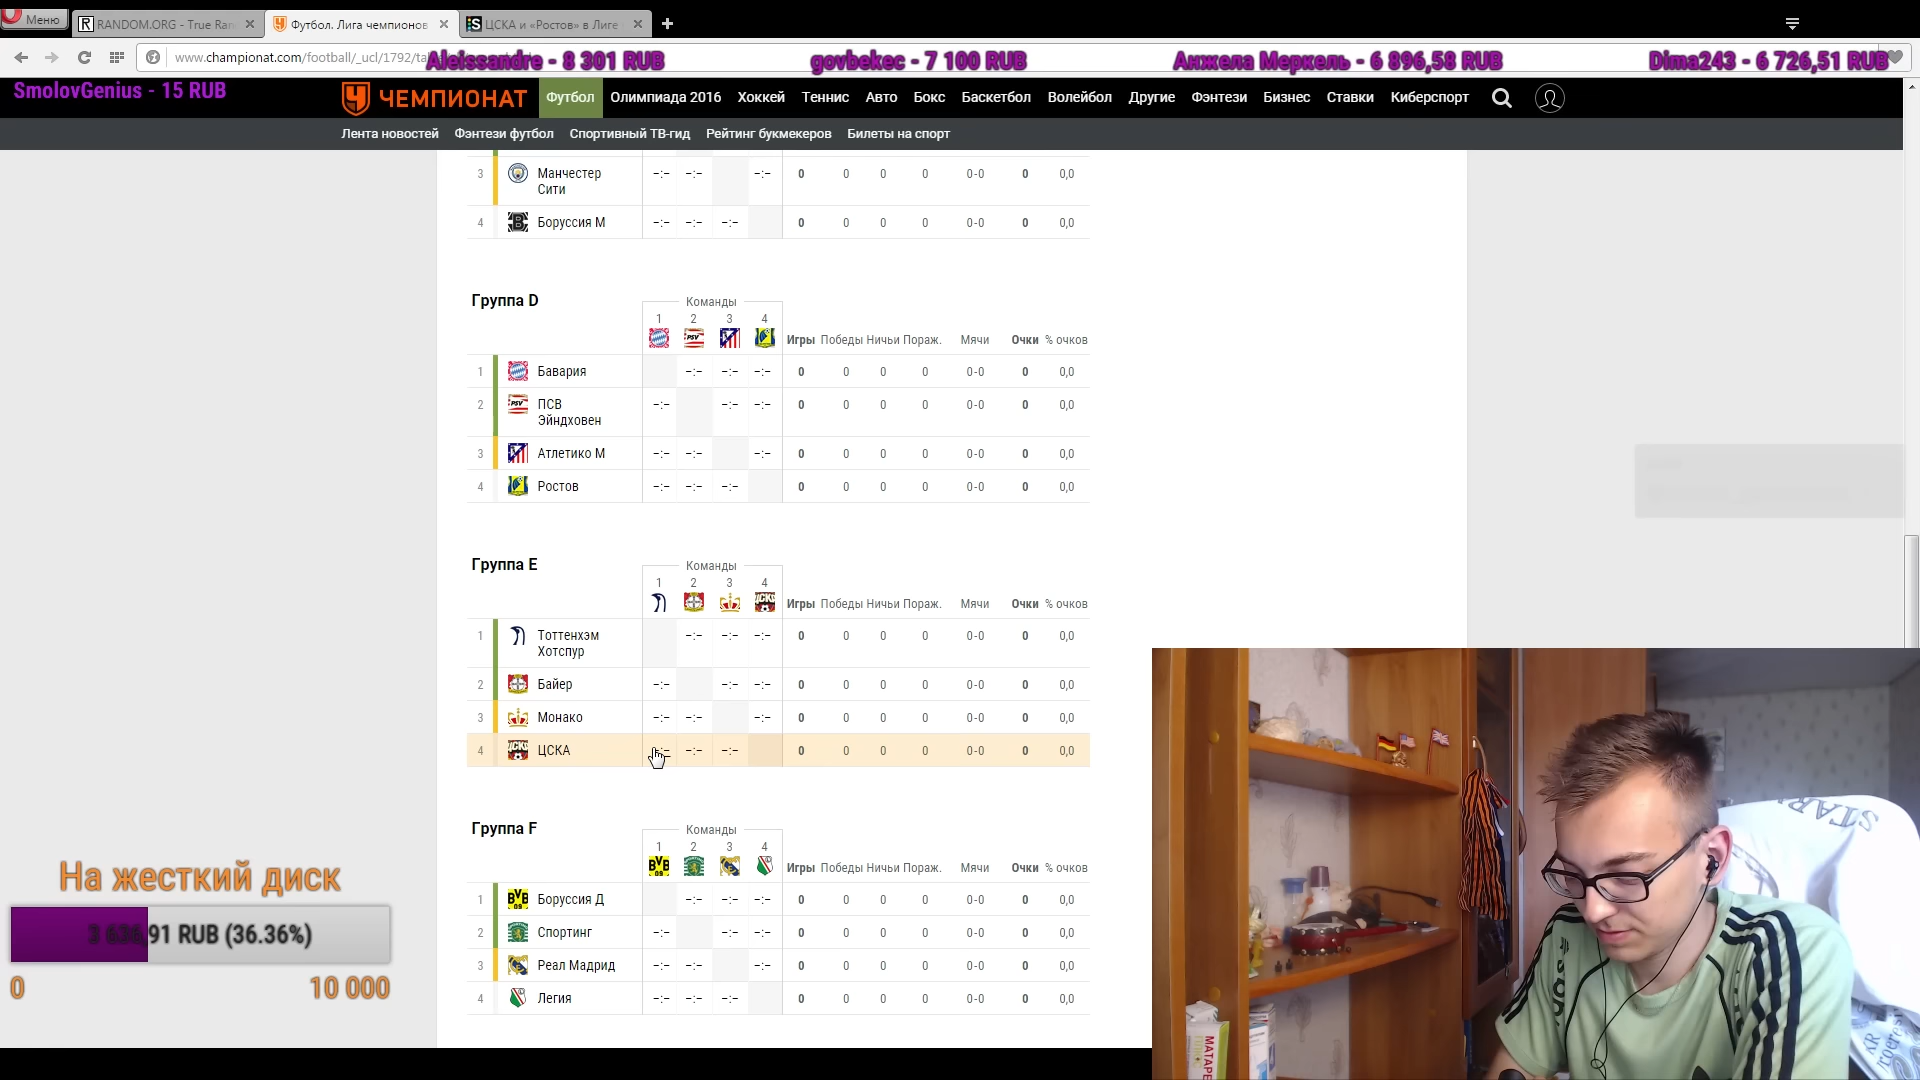 Меню
RANDOM.ORG - True Ran
Футбол. Лига чемпионов
ЦСКА и «Ростов» в Лиге
www.championat.com/football/_ucl/1792/ta
Aleissandre - 8 301 RUB
govbekec - 7 100 RUB
Анжела Меркель - 6 896,58 RUB
Dima243 - 6 726,51 RUB
SmolovGenius - 15 RUB
ЧЕМПИОНАТ
Футбол Олимпиада 2016 Хоккей Теннис Авто Бокс Баскетбол Волейбол Другие Фэнтези Бизнес Ставки Киберспорт
Лента новостей Фэнтези футбол Спортивный ТВ-гид Рейтинг букмекеров Билеты на спорт
3 Манчестер Сити -:- -:- -:- 0 0 0 0 0-0 0 0,0
4 Боруссия М -:- -:- -:- 0 0 0 0 0-0 0 0,0
Группа D
Команды
1 2 3 4
Игры Победы Ничьи Пораж. Мячи Очки % очков
1 Бавария -:- -:- -:- 0 0 0 0 0-0 0 0,0
2 ПСВ Эйндховен -:- -:- -:- 0 0 0 0 0-0 0 0,0
3 Атлетико М -:- -:- -:- 0 0 0 0 0-0 0 0,0
4 Ростов -:- -:- -:- 0 0 0 0 0-0 0 0,0
Группа E
Команды
1 2 3 4
Игры Победы Ничьи Пораж. Мячи Очки % очков
1 Тоттенхэм Хотспур -:- -:- -:- 0 0 0 0 0-0 0 0,0
2 Байер -:- -:- -:- 0 0 0 0 0-0 0 0,0
3 Монако -:- -:- -:- 0 0 0 0 0-0 0 0,0
4 ЦСКА -:- -:- -:- 0 0 0 0 0-0 0 0,0
Группа F
Команды
1 2 3 4
Игры Победы Ничьи Пораж. Мячи Очки % очков
1 Боруссия Д -:- -:- -:- 0 0 0 0 0-0 0 0,0
2 Спортинг -:- -:- -:- 0 0 0 0 0-0 0 0,0
3 Реал Мадрид -:- -:- -:- 0 0 0 0 0-0 0 0,0
4 Легия -:- -:- -:- 0 0 0 0 0-0 0 0,0
На жесткий диск
3 636,91 RUB (36.36%)
0 10 000